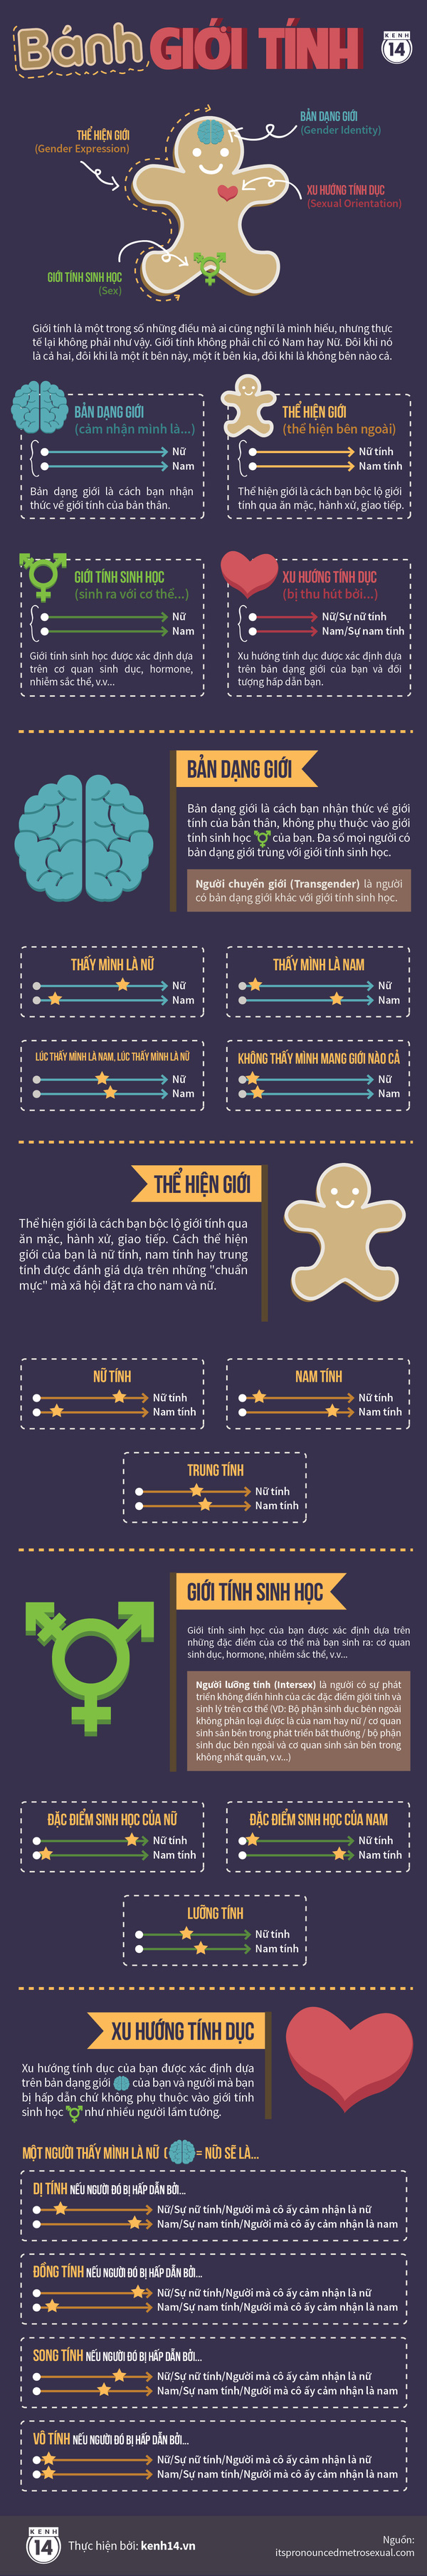 Bánh GIỚI TÍNH
KENH
14
BẢN DẠNG GIỚI
(Gender Identity)
THỂ HIỆN GIỚI
(Gender Expression)
XU HƯỚNG TÍNH DỤC
(Sexual Orientation)
GIỚI TÍNH SINH HỌC
(Sex)
Giới tính là một trong số những điều mà ai cũng nghĩ là mình hiểu, nhưng thực
tế lại không phải như vậy. Giới tính không phải chỉ có Nam hay Nữ. Đôi khi nó
là cả hai, đôi khi là một ít bên này, một ít bên kia, đôi khi là không bên nào cả.
BẢN DẠNG GIỚI
(cảm nhận mình là...)
Nữ
Nam
Bản dạng giới là cách bạn nhận
thức về giới tính của bản thân.
THỂ HIỆN GIỚI
(thể hiện bên ngoài)
Nữ tính
Nam tính
Thể hiện giới là cách bạn bộc lộ giới
tính qua ăn mặc, hành xử, giao tiếp.
GIỚI TÍNH SINH HỌC
(sinh ra với cơ thể...)
Nữ
Nam
Giới tính sinh học được xác định dựa
trên cơ quan sinh dục, hormone,
nhiễm sắc thể, v.v...
XU HƯỚNG TÍNH DỤC
(bị thu hút bởi...)
Nữ/Sự nữ tính
Nam/Sự nam tính
Xu hướng tính dục được xác định dựa
trên bản dạng giới của bạn và đối
tượng hấp dẫn bạn.
BẢN DẠNG GIỚI
Bản dạng giới là cách bạn nhận thức về giới
tính của bản thân, không phụ thuộc vào giới
tính sinh học của bạn. Đa số mọi người có
bản dạng giới trùng với giới tính sinh học.
Người chuyển giới (Transgender) là người
có bản dạng giới khác với giới tính sinh học.
THẤY MÌNH LÀ NỮ
Nữ
Nam
THẤY MÌNH LÀ NAM
Nữ
Nam
LÚC THẤY MÌNH LÀ NAM, LÚC THẤY MÌNH LÀ NỮ
Nữ
Nam
KHÔNG THẤY MÌNH MANG GIỚI NÀO CẢ
Nữ
Nam
THỂ HIỆN GIỚI
Thể hiện giới là cách bạn bộc lộ giới tính qua
ăn mặc, hành xử, giao tiếp. Cách thể hiện
giới của bạn là nữ tính, nam tính hay trung
tính được đánh giá dựa trên những "chuẩn
mực" mà xã hội đặt ra cho nam và nữ.
NỮ TÍNH
Nữ tính
Nam tính
NAM TÍNH
Nữ tính
Nam tính
TRUNG TÍNH
Nữ tính
Nam tính
GIỚI TÍNH SINH HỌC
Giới tính sinh học của bạn được xác định dựa trên
những đặc điểm của cơ thể mà bạn sinh ra: cơ quan
sinh dục, hormone, nhiễm sắc thể, v.v...
Người lưỡng tính (Intersex) là người có sự phát
triển không điển hình của các đặc điểm giới tính và
sinh lý trên cơ thể (VD: Bộ phận sinh dục bên ngoài
không phân loại được là của nam hay nữ / cơ quan
sinh sản bên trong phát triển bất thường / bộ phận
sinh dục bên ngoài và cơ quan sinh sản bên trong
không nhất quán, v.v...)
ĐẶC ĐIỂM SINH HỌC CỦA NỮ
Nữ tính
Nam tính
ĐẶC ĐIỂM SINH HỌC CỦA NAM
Nữ tính
Nam tính
LƯỠNG TÍNH
Nữ tính
Nam tính
XU HƯỚNG TÍNH DỤC
Xu hướng tính dục của bạn được xác định dựa
trên bản dạng giới của bạn và người mà bạn
bị hấp dẫn chứ không phụ thuộc vào giới tính
sinh học như nhiều người lầm tưởng.
MỘT NGƯỜI THẤY MÌNH LÀ NỮ ( = NỮ) SẼ LÀ...
DỊ TÍNH NẾU NGƯỜI ĐÓ BỊ HẤP DẪN BỞI...
Nữ/Sự nữ tính/Người mà cô ấy cảm nhận là nữ
Nam/Sự nam tính/Người mà cô ấy cảm nhận là nam
ĐỒNG TÍNH NẾU NGƯỜI ĐÓ BỊ HẤP DẪN BỞI...
Nữ/Sự nữ tính/Người mà cô ấy cảm nhận là nữ
Nam/Sự nam tính/Người mà cô ấy cảm nhận là nam
SONG TÍNH NẾU NGƯỜI ĐÓ BỊ HẤP DẪN BỞI...
Nữ/Sự nữ tính/Người mà cô ấy cảm nhận là nữ
Nam/Sự nam tính/Người mà cô ấy cảm nhận là nam
VÔ TÍNH NẾU NGƯỜI ĐÓ BỊ HẤP DẪN BỞI...
Nữ/Sự nữ tính/Người mà cô ấy cảm nhận là nữ
Nam/Sự nam tính/Người mà cô ấy cảm nhận là nam
KENH
14
Thực hiện bởi: kenh14.vn
Nguồn:
itspronouncedmetrosexual.com